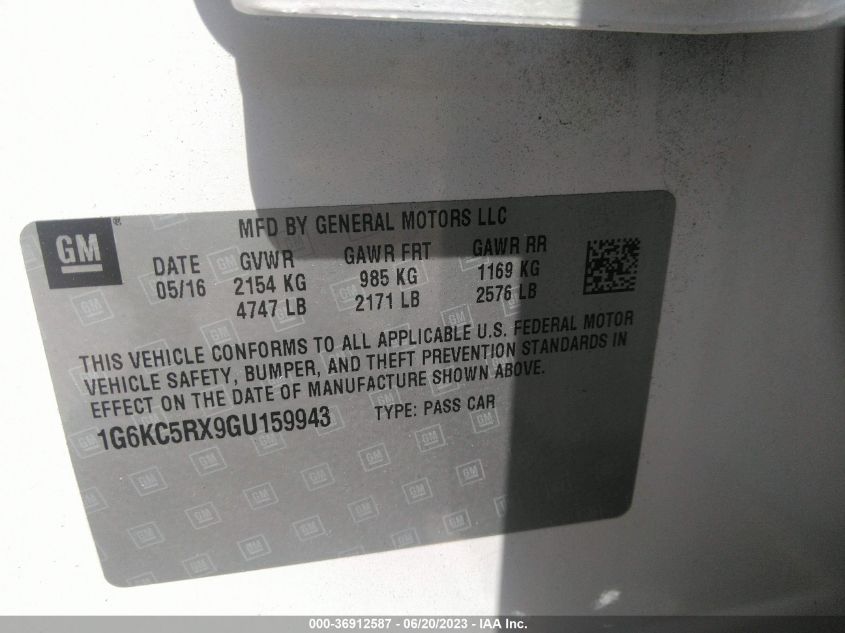 GM ®
MFD BY GENERAL MOTORS LLC
DATE GVWR GAWR FRT GAWR RR
05/16 2154 KG 985 KG 1169 KG
4747 LB 2171 LB 2576 LB
THIS VEHICLE CONFORMS TO ALL APPLICABLE U.S. FEDERAL MOTOR
VEHICLE SAFETY, BUMPER, AND THEFT PREVENTION STANDARDS IN
EFFECT ON THE DATE OF MANUFACTURE SHOWN ABOVE.
1G6KC5RX9GU159943 TYPE: PASS CAR
000-36912587 - 06/20/2023 - © IAA Inc.